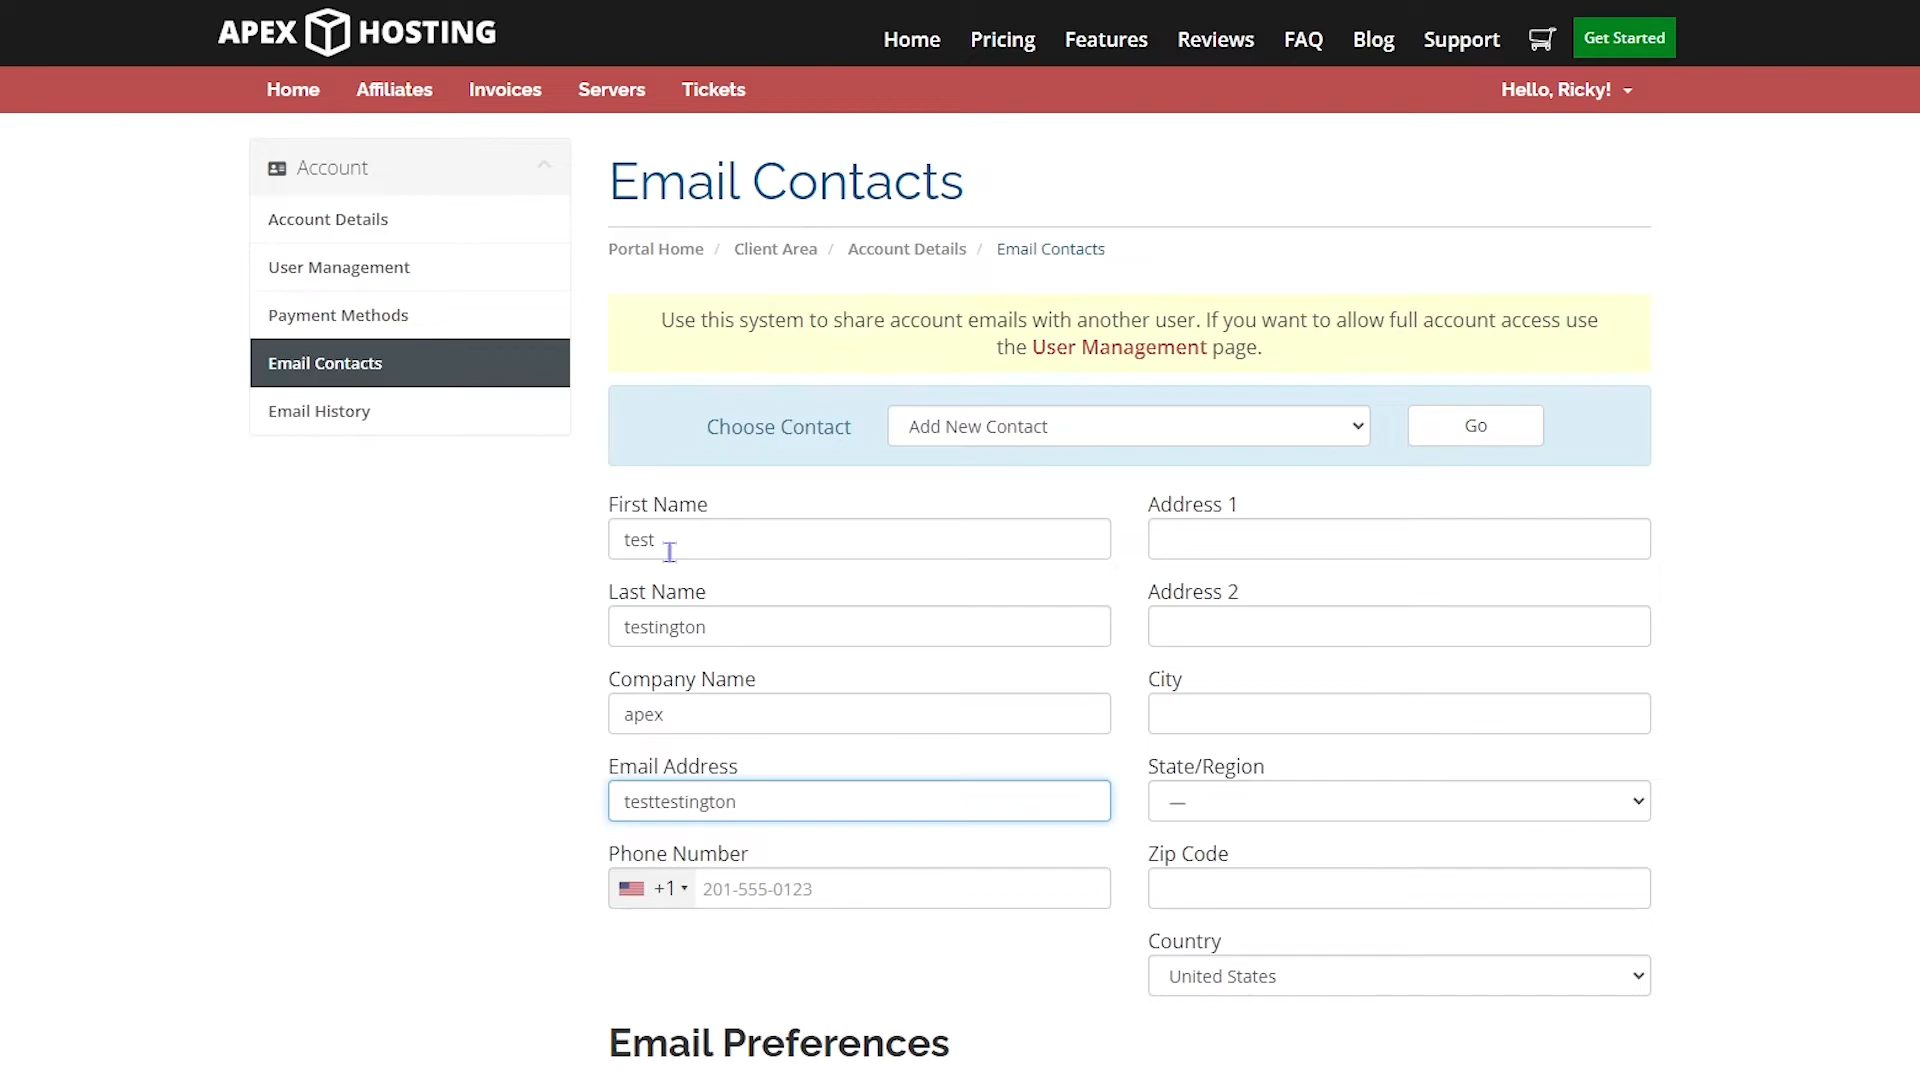 APEX HOSTING
Home Pricing Features Reviews FAQ Blog Support Get Started
Home Affiliates Invoices Servers Tickets Hello, Ricky!
Account
Account Details
User Management
Payment Methods
Email Contacts
Email History
Email Contacts
Portal Home / Client Area / Account Details / Email Contacts
Use this system to share account emails with another user. If you want to allow full account access use
the User Management page.
Choose Contact Add New Contact Go
First Name
test
Last Name
testington
Company Name
apex
Email Address
testtestington
Phone Number
+1 201-555-0123
Address 1
Address 2
City
State/Region
—
Zip Code
Country
United States
Email Preferences